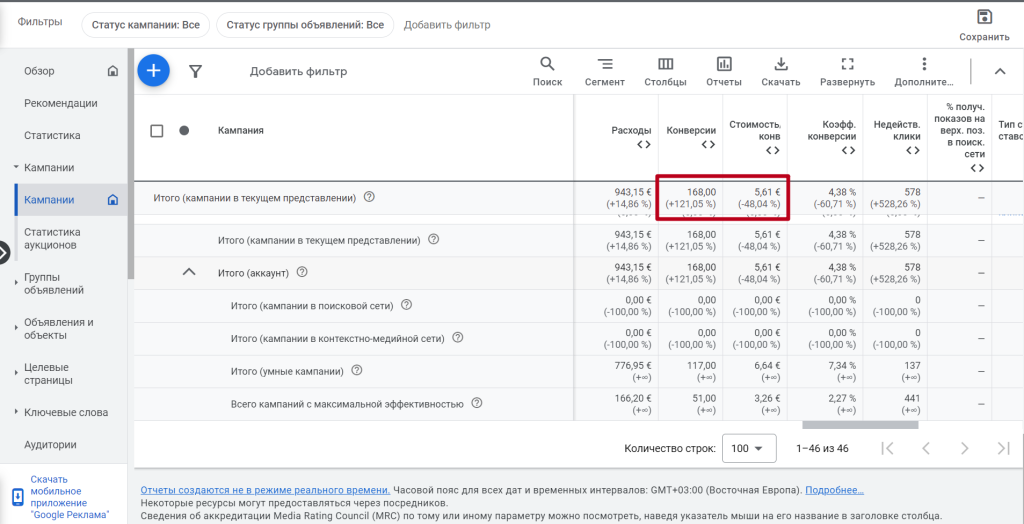 Фильтры
Статус кампании: Все
Статус группы объявлений: Все
Добавить фильтр
Сохранить
Обзор
Рекомендации
Статистика
Кампании
Кампании
Статистика
аукционов
Группы
объявлений
Объявления и
объекты
Целевые
страницы
Ключевые слова
Аудитории
Скачать
мобильное
приложение
"Google Реклама"
Добавить фильтр
Поиск
Сегмент
Столбцы
Отчеты
Скачать
Развернуть
Дополните...
Кампания
Расходы
Конверсии
Стоимость,
конв
Коэфф.
конверсии
Недейств.
клики
% получ.
показов на
верх. поз.
в поиск.
сети
Тип с
ставо
Итого (кампании в текущем представлении)
943,15 € 168,00 5,61 € 4,38 % 578 —
(+14,86 %) (+121,05 %) (-48,04 %) (-60,71 %) (+528,26 %)
Итого (кампании в текущем представлении)
943,15 € 168,00 5,61 € 4,38 % 578 —
(+14,86 %) (+121,05 %) (-48,04 %) (-60,71 %) (+528,26 %)
Итого (аккаунт)
943,15 € 168,00 5,61 € 4,38 % 578 —
(+14,86 %) (+121,05 %) (-48,04 %) (-60,71 %) (+528,26 %)
Итого (кампании в поисковой сети)
0,00 € 0,00 0,00 € 0,00 % 0 —
(-100,00 %) (-100,00 %) (-100,00 %) (-100,00 %) (-100,00 %)
Итого (кампании в контекстно-медийной сети)
0,00 € 0,00 0,00 € 0,00 % 0 —
(-100,00 %) (-100,00 %) (-100,00 %) (-100,00 %) (-100,00 %)
Итого (умные кампании)
776,95 € 117,00 6,64 € 7,34 % 137 —
(+∞) (+∞) (+∞) (+∞) (+∞)
Всего кампаний с максимальной эффективностью
166,20 € 51,00 3,26 € 2,27 % 441 —
(+∞) (+∞) (+∞) (+∞) (+∞)
Количество строк: 100 1–46 из 46
Отчеты создаются не в режиме реального времени. Часовой пояс для всех дат и временных интервалов: GMT+03:00 (Восточная Европа). Подробнее…
Некоторые ресурсы могут предоставляться через посредников.
Сведения об аккредитации Media Rating Council (MRC) по тому или иному параметру можно посмотреть, наведя указатель мыши на его название в заголовке столбца.